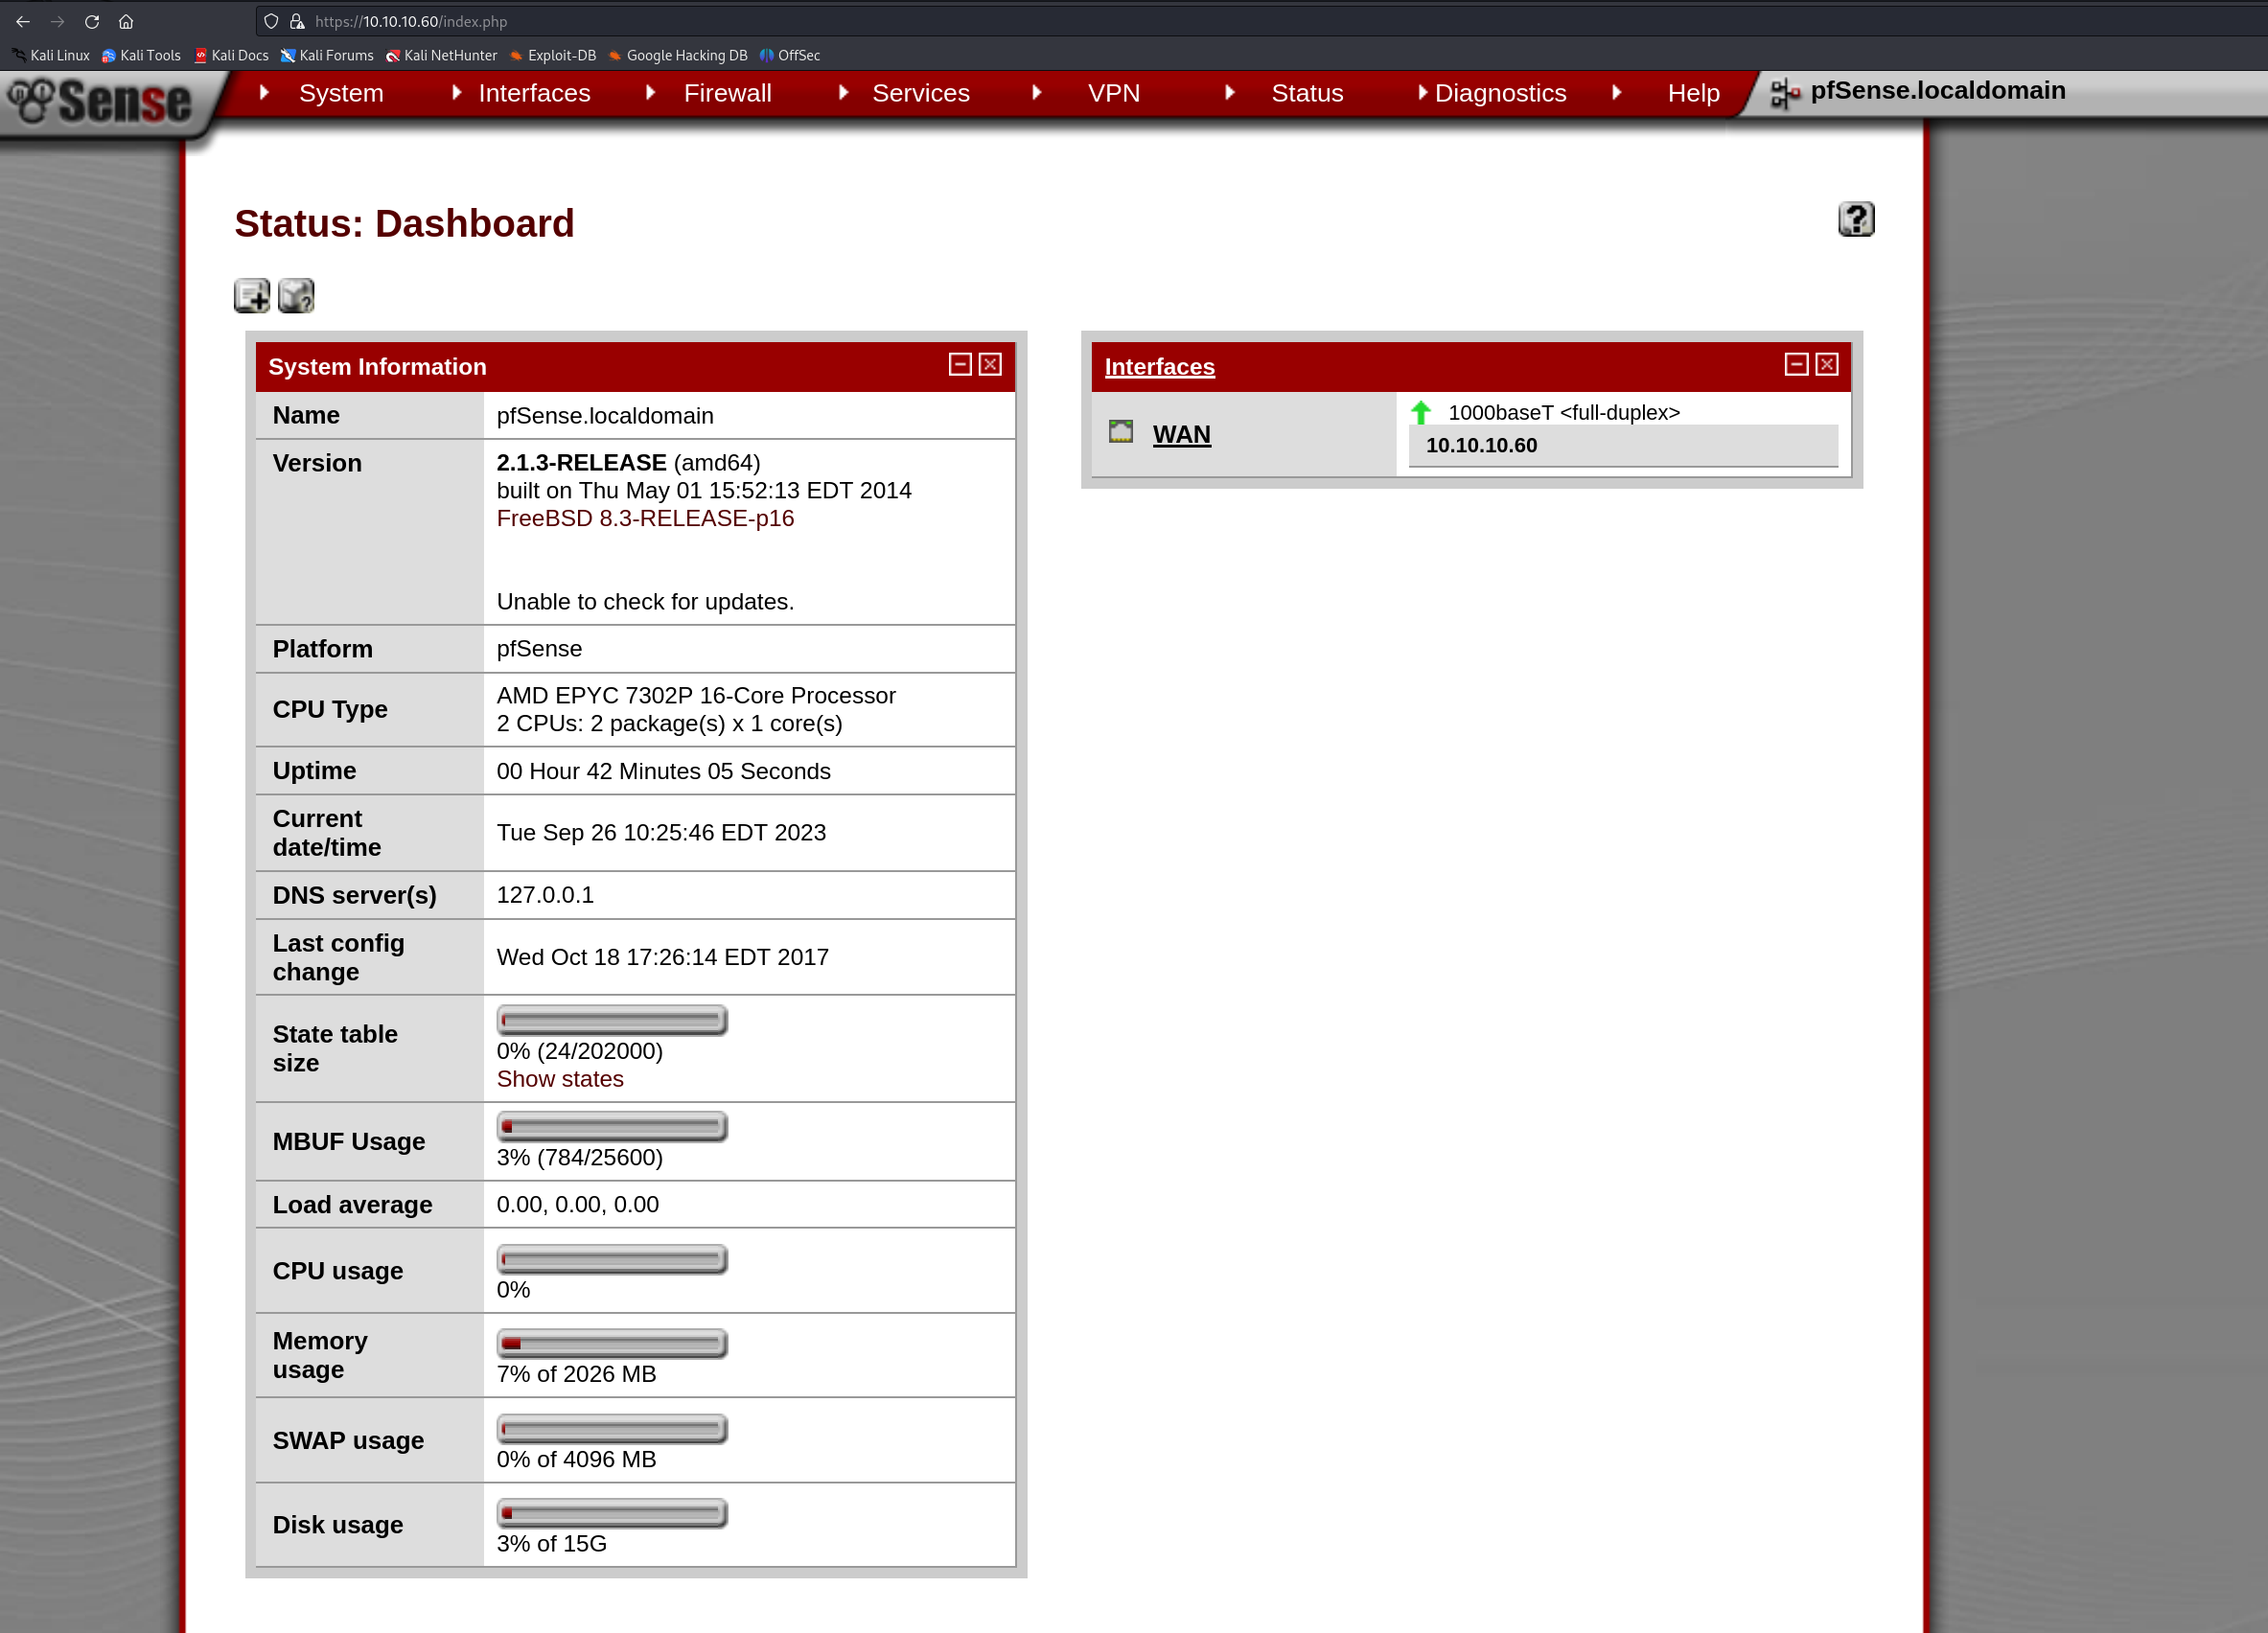 https://10.10.10.60/index.php
Kali Linux Kali Tools Kali Docs Kali Forums Kali NetHunter Exploit-DB Google Hacking DB OffSec
Sense System Interfaces Firewall Services VPN Status Diagnostics Help pfSense.localdomain
Status: Dashboard
System Information
Name pfSense.localdomain
Version 2.1.3-RELEASE (amd64)
built on Thu May 01 15:52:13 EDT 2014
FreeBSD 8.3-RELEASE-p16
Unable to check for updates.
Platform pfSense
CPU Type AMD EPYC 7302P 16-Core Processor
2 CPUs: 2 package(s) x 1 core(s)
Uptime 00 Hour 42 Minutes 05 Seconds
Current
date/time
Tue Sep 26 10:25:46 EDT 2023
DNS server(s) 127.0.0.1
Last config
change
Wed Oct 18 17:26:14 EDT 2017
State table
size
0% (24/202000)
Show states
MBUF Usage
3% (784/25600)
Load average 0.00, 0.00, 0.00
CPU usage
0%
Memory
usage
7% of 2026 MB
SWAP usage
0% of 4096 MB
Disk usage
3% of 15G
Interfaces
WAN
1000baseT <full-duplex>
10.10.10.60